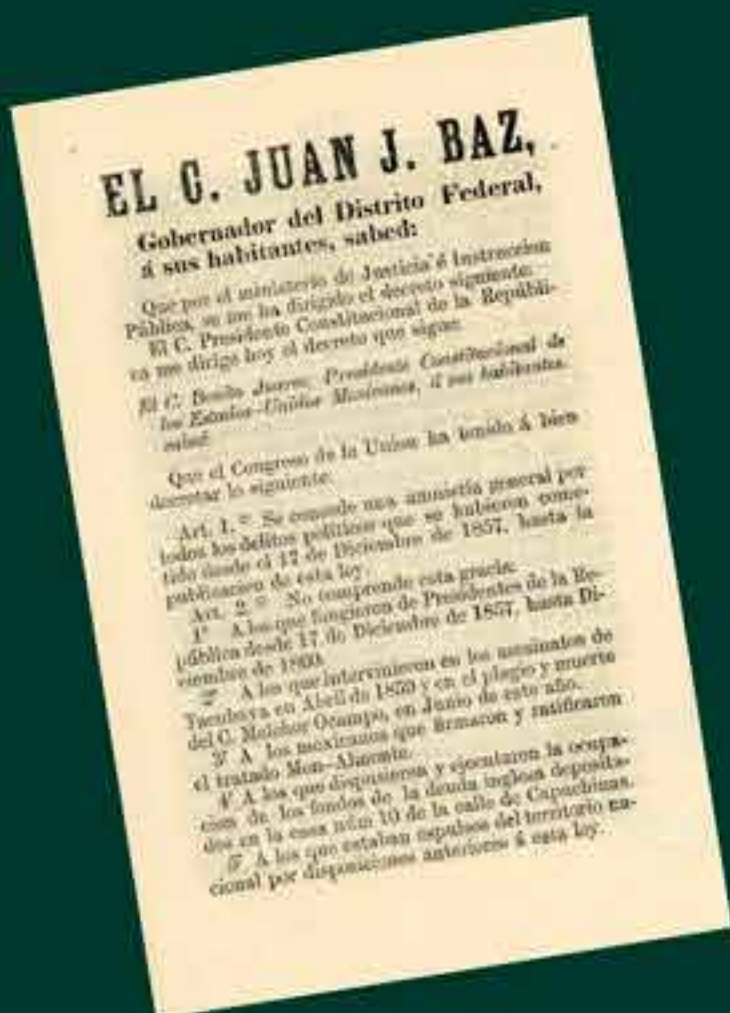 EL C. JUAN J. BAZ,
Gobernador del Distrito Federal,
á sus habitantes, sabed:
Que por el ministerio de Justicia é Instruccion
Pública, se me ha dirigido el decreto siguiente:
El C. Presidente Constitucional de la Repúbli-
ca me dirige hoy el decreto que sigue:
El C. Benito Juarez, Presidente Constitucional de
los Estados-Unidos Mexicanos, á sus habitantes,
sabed:
Que el Congreso de la Union ha tenido á bien
decretar lo siguiente:
Art. 1.º Se concede una amnistía general por
todos los delitos políticos que se hubieren come-
tido desde el 17 de Diciembre de 1857, hasta la
publicacion de esta ley.
Art. 2.º No comprende esta gracia:
1º A los que fungieron de Presidentes de la Re-
pública desde 17 de Diciembre de 1857, hasta Di-
ciembre de 1860.
2º A los que intervinieron en los asesinatos de
Tacubaya en Abril de 1859 y en el plagio y muerte
del C. Melchor Ocampo, en Junio de este año.
3º A los mexicanos que firmaron y ratificaron
el tratado Mon-Almonte.
4º A los que dispusieron y ejecutaron la ocupa-
cion de los fondos de la deuda inglesa deposita-
dos en la casa núm 10 de la calle de Capuchinas.
5º A los que estaban espulsos del territorio na-
cional por disposiciones anteriores á esta ley.